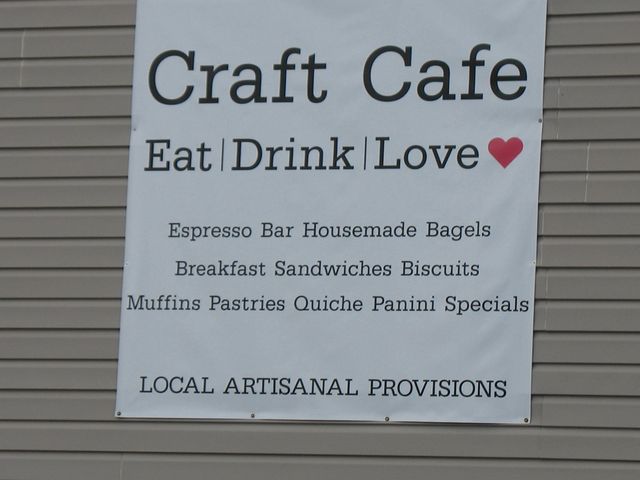 Craft Cafe
Eat|Drink|Love
Espresso Bar Housemade Bagels
Breakfast Sandwiches Biscuits
Muffins Pastries Quiche Panini Specials
LOCAL ARTISANAL PROVISIONS